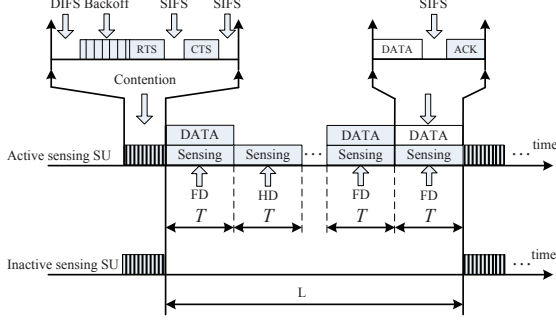 DIFS Backoff SIFS SIFS SIFS
RTS CTS DATA ACK
Contention
DATA DATA DATA
Active sensing SU Sensing Sensing ... Sensing Sensing ... time
FD HD FD FD
T T T T
Inactive sensing SU ... time
L